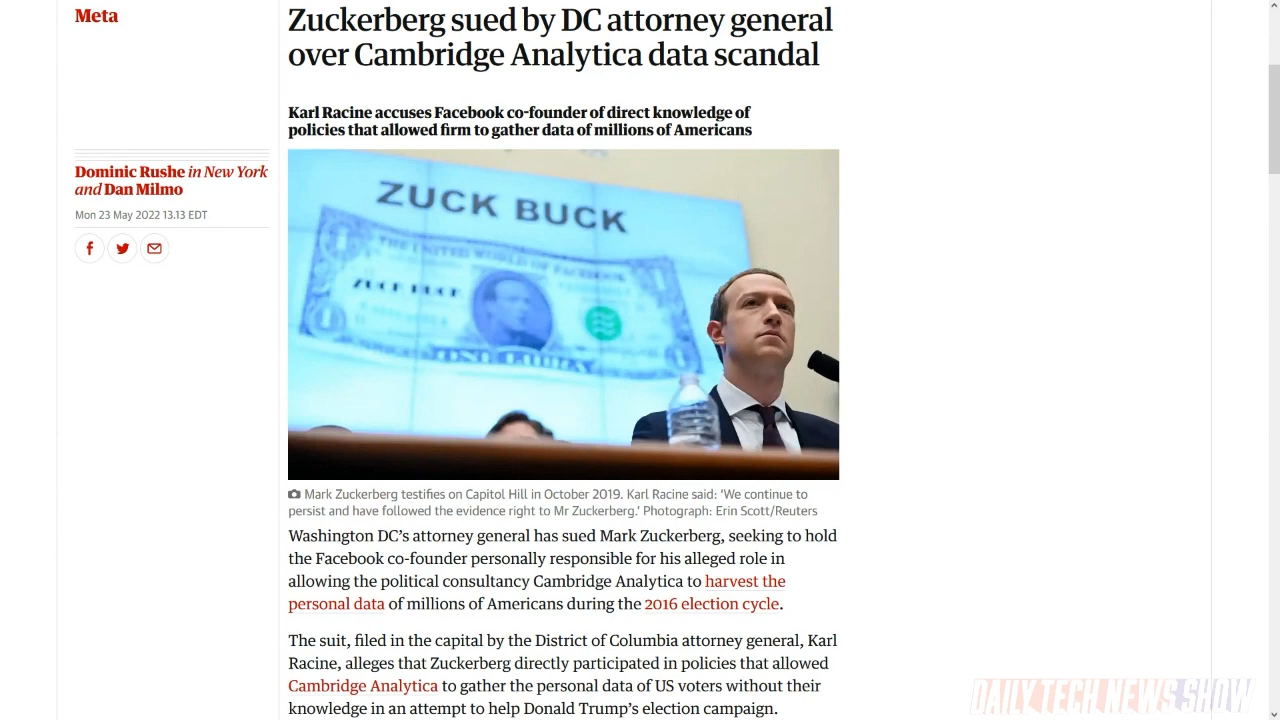 Meta
Zuckerberg sued by DC attorney general
over Cambridge Analytica data scandal
Karl Racine accuses Facebook co-founder of direct knowledge of
policies that allowed firm to gather data of millions of Americans
Dominic Rushe in New York
and Dan Milmo
Mon 23 May 2022 13.13 EDT
ZUCK BUCK
THE UNITED WORLD OF FACEBOOK
ZUCK BUCK
ONE LIBRA
Mark Zuckerberg testifies on Capitol Hill in October 2019. Karl Racine said: ‘We continue to
persist and have followed the evidence right to Mr Zuckerberg.’ Photograph: Erin Scott/Reuters
Washington DC’s attorney general has sued Mark Zuckerberg, seeking to hold
the Facebook co-founder personally responsible for his alleged role in
allowing the political consultancy Cambridge Analytica to harvest the
personal data of millions of Americans during the 2016 election cycle.
The suit, filed in the capital by the District of Columbia attorney general, Karl
Racine, alleges that Zuckerberg directly participated in policies that allowed
Cambridge Analytica to gather the personal data of US voters without their
knowledge in an attempt to help Donald Trump’s election campaign.
DAILY TECH NEWS SHOW